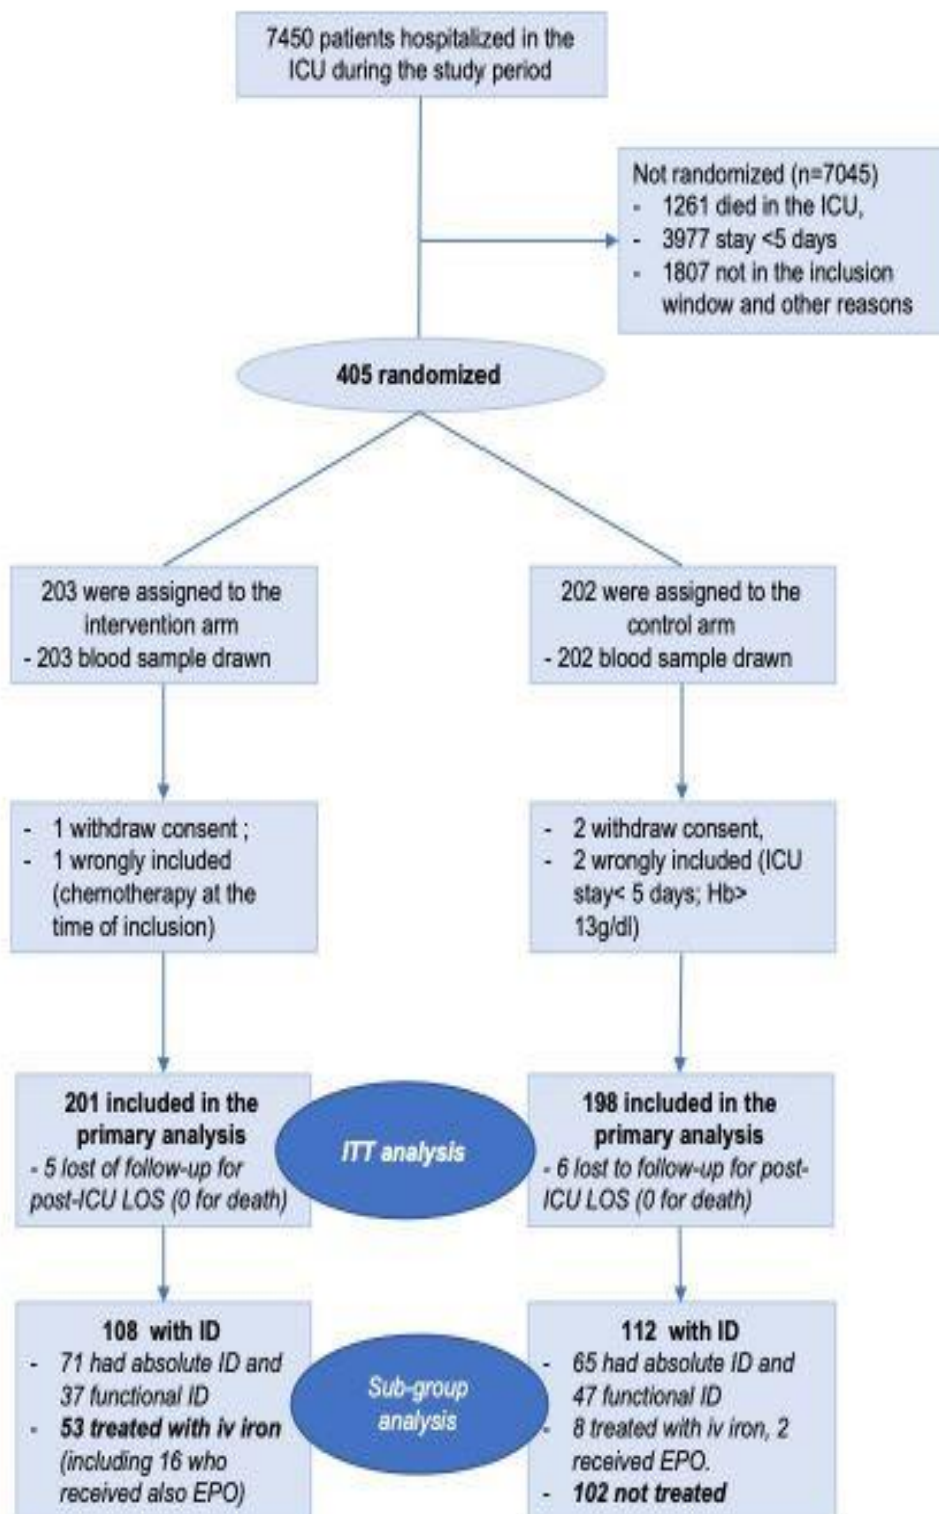 7450 patients hospitalized in the
ICU during the study period
Not randomized (n=7045)
- 1261 died in the ICU,
- 3977 stay <5 days
- 1807 not in the inclusion
window and other reasons
405 randomized
203 were assigned to the
intervention arm
- 203 blood sample drawn
202 were assigned to the
control arm
- 202 blood sample drawn
- 1 withdraw consent ;
- 1 wrongly included
(chemotherapy at the
time of inclusion)
- 2 withdraw consent,
- 2 wrongly included (ICU
stay< 5 days; Hb>
13g/dl)
201 included in the
primary analysis
- 5 lost of follow-up for
post-ICU LOS (0 for death)
ITT analysis
198 included in the
primary analysis
- 6 lost to follow-up for post-
ICU LOS (0 for death)
108 with ID
- 71 had absolute ID and
37 functional ID
- 53 treated with iv iron
(including 16 who
received also EPO)
Sub-group
analysis
112 with ID
- 65 had absolute ID and
47 functional ID
- 8 treated with iv iron, 2
received EPO.
- 102 not treated